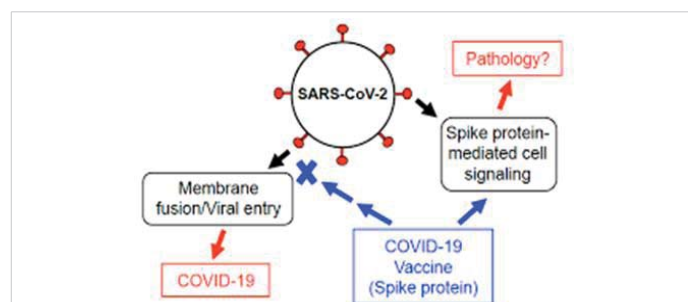 Pathology?
SARS-CoV-2
Spike protein-
mediated cell
signaling
Membrane
fusion/Viral entry
COVID-19
Vaccine
(Spike protein)
COVID-19